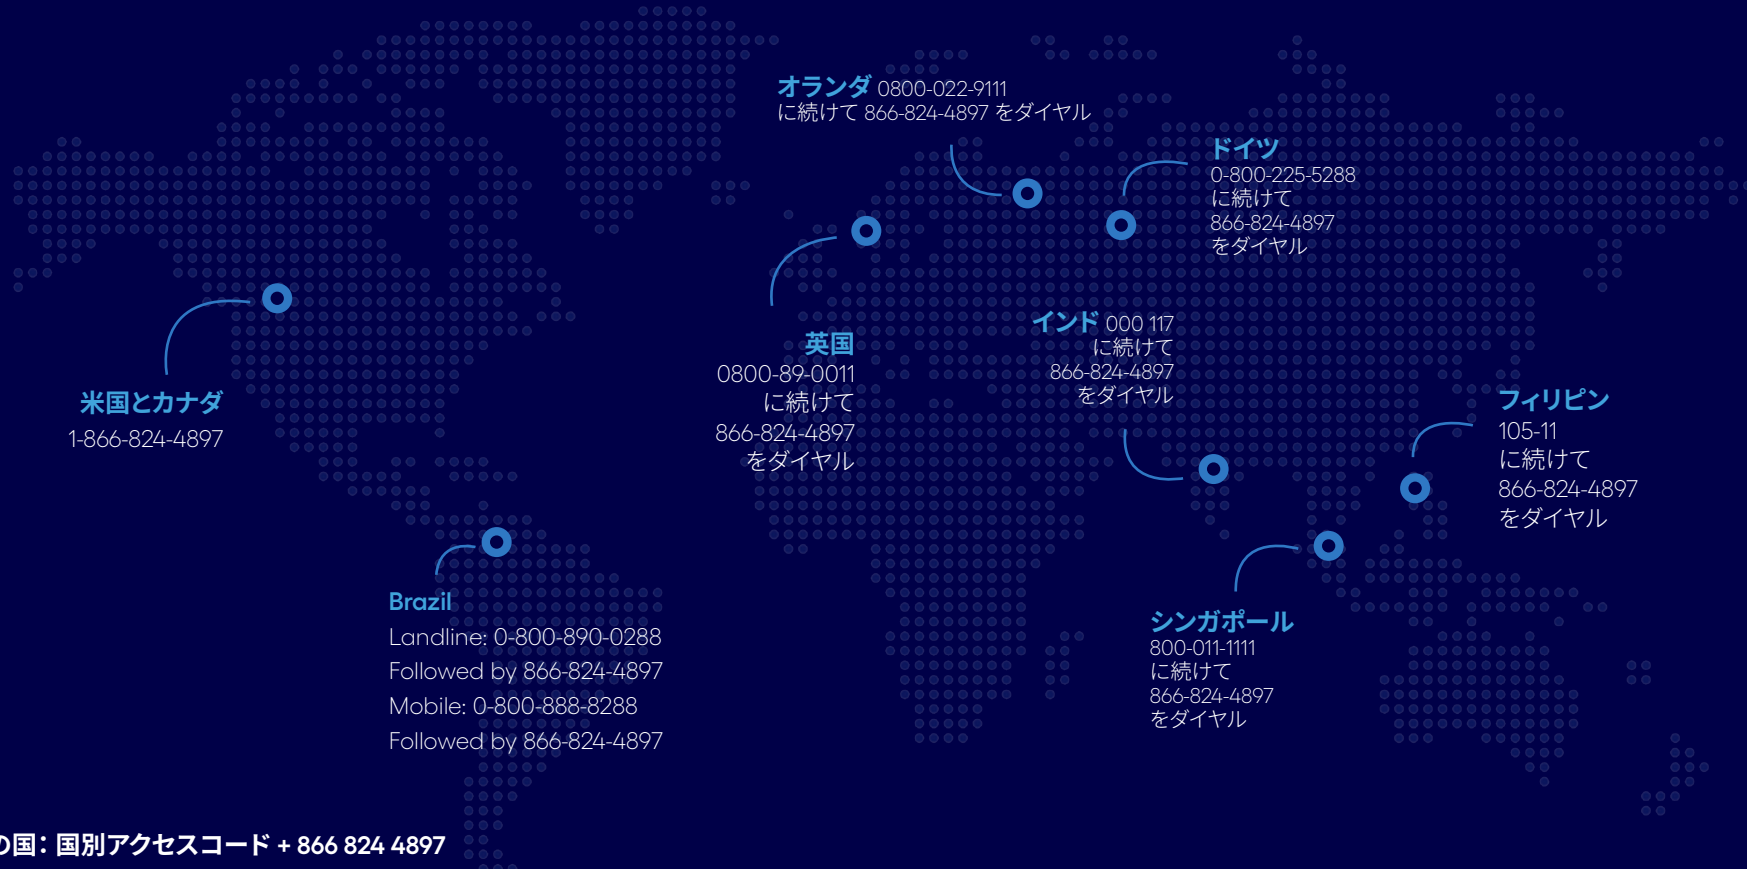 オランダ 0800-022-9111
に続けて 866-824-4897 をダイヤル
ドイツ
0-800-225-5288
に続けて
866-824-4897
をダイヤル
英国
0800-89-0011
に続けて
866-824-4897
をダイヤル
インド 000 117
に続けて
866-824-4897
をダイヤル
米国とカナダ
1-866-824-4897
フィリピン
105-11
に続けて
866-824-4897
をダイヤル
Brazil
Landline: 0-800-890-0288
Followed by 866-824-4897
Mobile: 0-800-888-8288
Followed by 866-824-4897
シンガポール
800-011-1111
に続けて
866-824-4897
をダイヤル
の国：国別アクセスコード + 866 824 4897